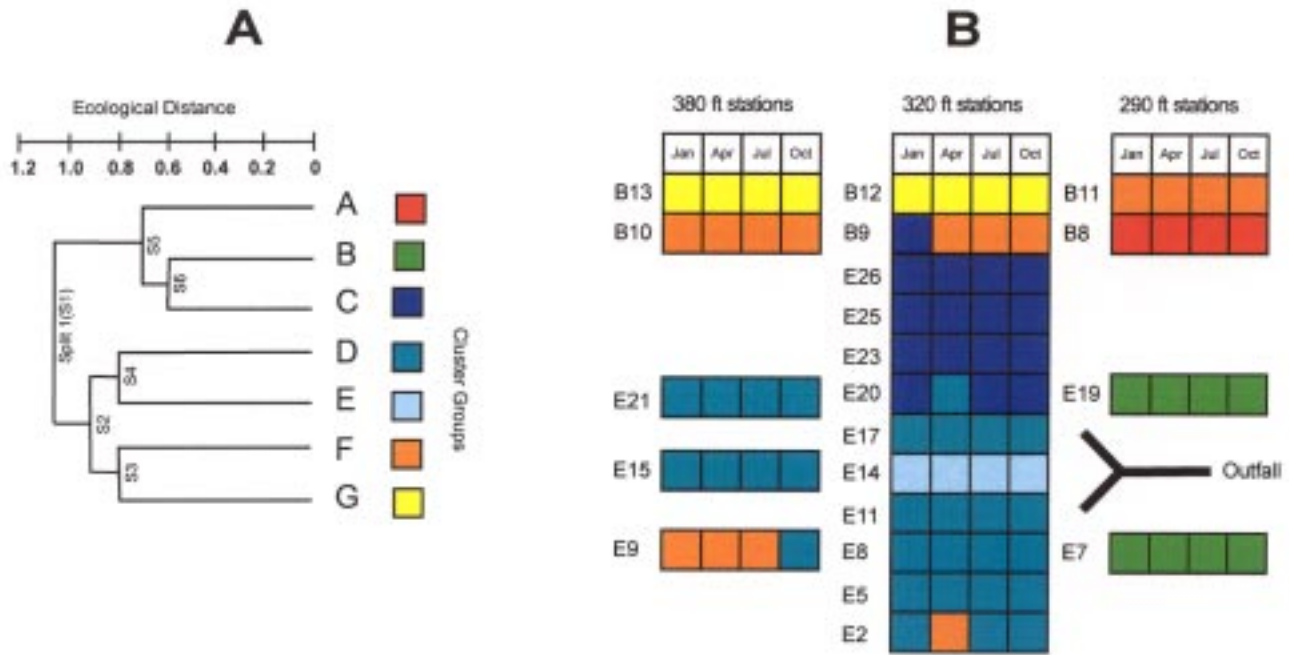 A
B
Ecological Distance
1.2 1.0 0.8 0.6 0.4 0.2 0
Split 1(S1)
S5
S6
S4
S2
S3
A
B
C
D
E
F
G
Cluster Groups
380 ft stations
Jan Apr Jul Oct
B13
B10
E21
E15
E9
320 ft stations
Jan Apr Jul Oct
B12
B9
E26
E25
E23
E20
E17
E14
E11
E8
E5
E2
290 ft stations
Jan Apr Jul Oct
B11
B8
E19
Outfall
E7